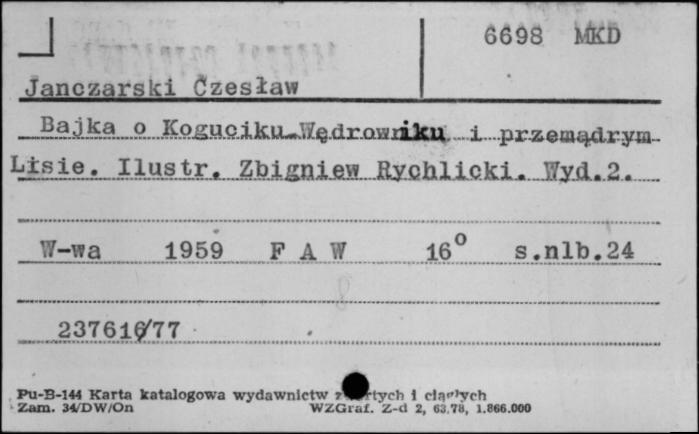 6698 MKD
Janczarski Czesław
Bajka o Koguciku-Wędrowniku i przemądrym
Lisie. Ilustr. Zbigniew Rychlicki. Wyd.2.
W-wa 1959 F A W 16° s.nlb.24
237616/77
Pu-B-144 Karta katalogowa wydawnictw i ciągłych
Zam. 34/DW/On WZGraf. Z-d 2, 63.78, 1.866.000